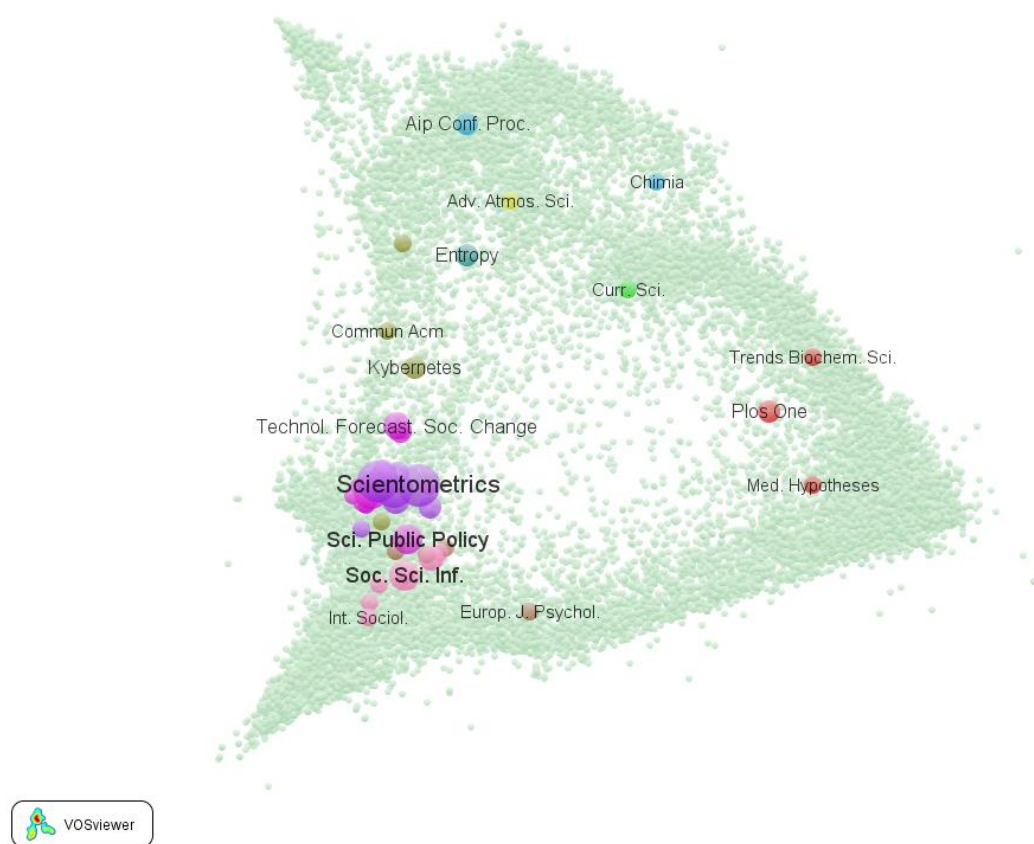 Aip Conf. Proc.
Chimia
Adv. Atmos. Sci.
Entropy
Curr. Sci.
Commun Acm
Trends Biochem. Sci.
Kybernetes
Plos One
Technol. Forecast. Soc. Change
Scientometrics
Med. Hypotheses
Sci. Public Policy
Soc. Sci. Inf.
Int. Sociol.
Europ. J. Psychol.
VOSviewer